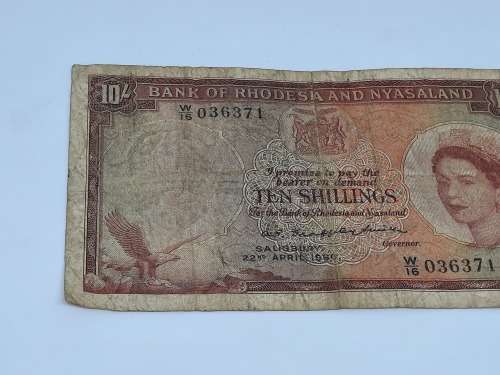 10/-
BANK OF RHODESIA AND NYASALAND
W/16 036371
I promise to pay the
bearer on demand
TEN SHILLINGS
for the Bank of Rhodesia and Nyasaland
Governor.
SALISBURY,
22ND APRIL,
W/16 036371